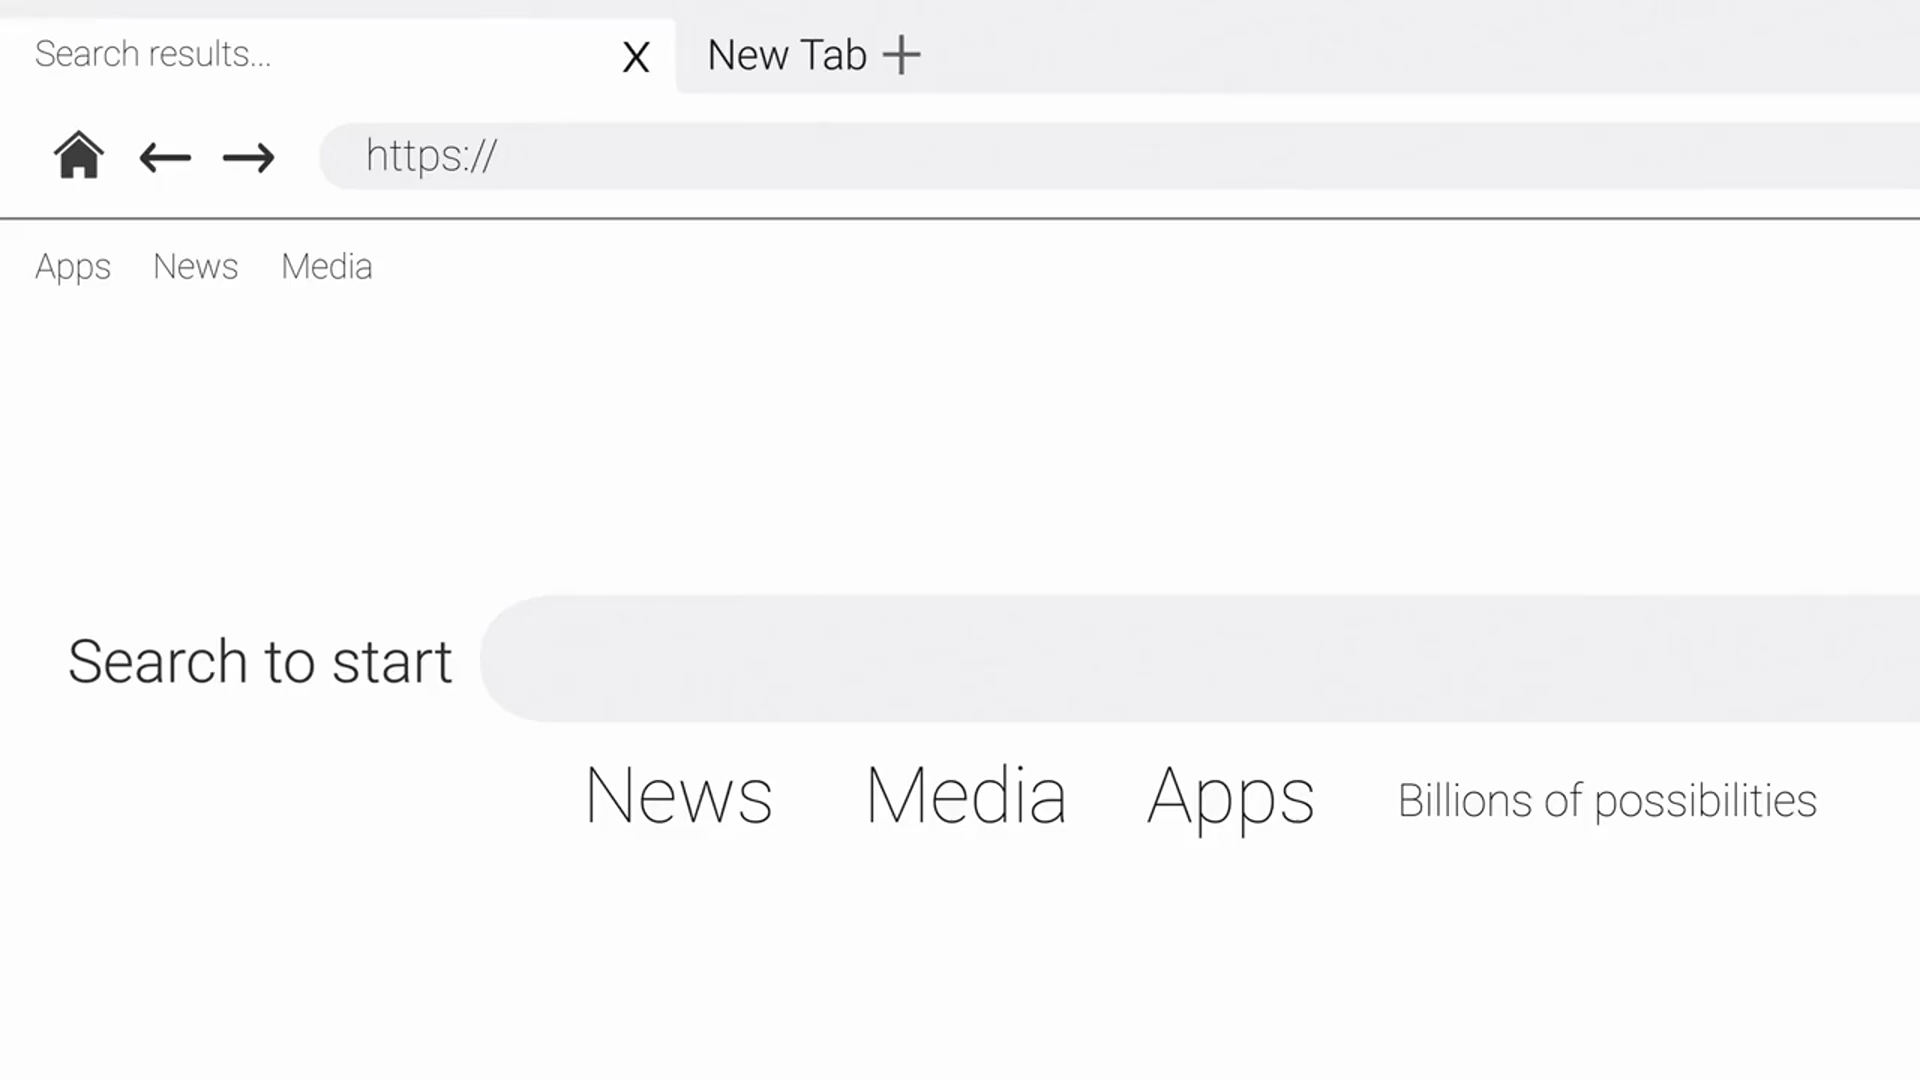 Search results... X New Tab +
https://
Apps News Media
Search to start
News Media Apps Billions of possibilities